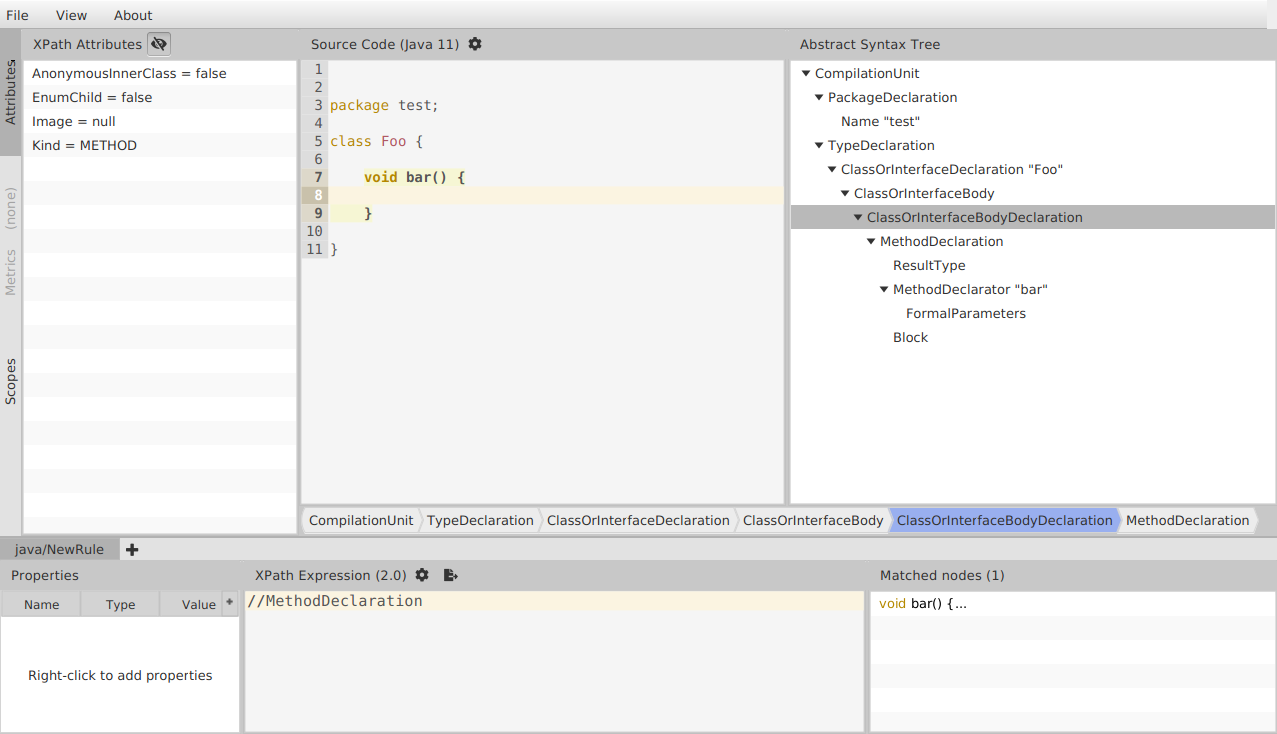 File View About
Attributes
Metrics (none)
Scopes
XPath Attributes
AnonymousInnerClass = false
EnumChild = false
Image = null
Kind = METHOD
Source Code (Java 11)
1
2
3 package test;
4
5 class Foo {
6
7 void bar() {
8
9 }
10
11 }
Abstract Syntax Tree
CompilationUnit
PackageDeclaration
Name "test"
TypeDeclaration
ClassOrInterfaceDeclaration "Foo"
ClassOrInterfaceBody
ClassOrInterfaceBodyDeclaration
MethodDeclaration
ResultType
MethodDeclarator "bar"
FormalParameters
Block
CompilationUnit TypeDeclaration ClassOrInterfaceDeclaration ClassOrInterfaceBody ClassOrInterfaceBodyDeclaration MethodDeclaration
java/NewRule
Properties
Name Type Value +
Right-click to add properties
XPath Expression (2.0)
//MethodDeclaration
Matched nodes (1)
void bar() {...